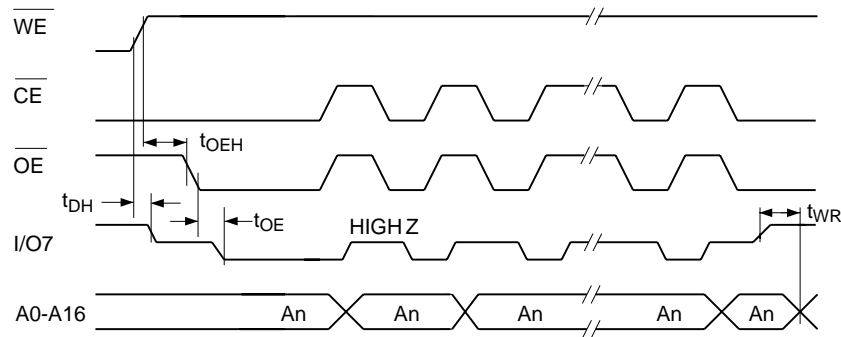 WE
CE
tOEH
OE
tDH
tOE
HIGH Z
tWR
I/O7
A0-A16 An An An An An